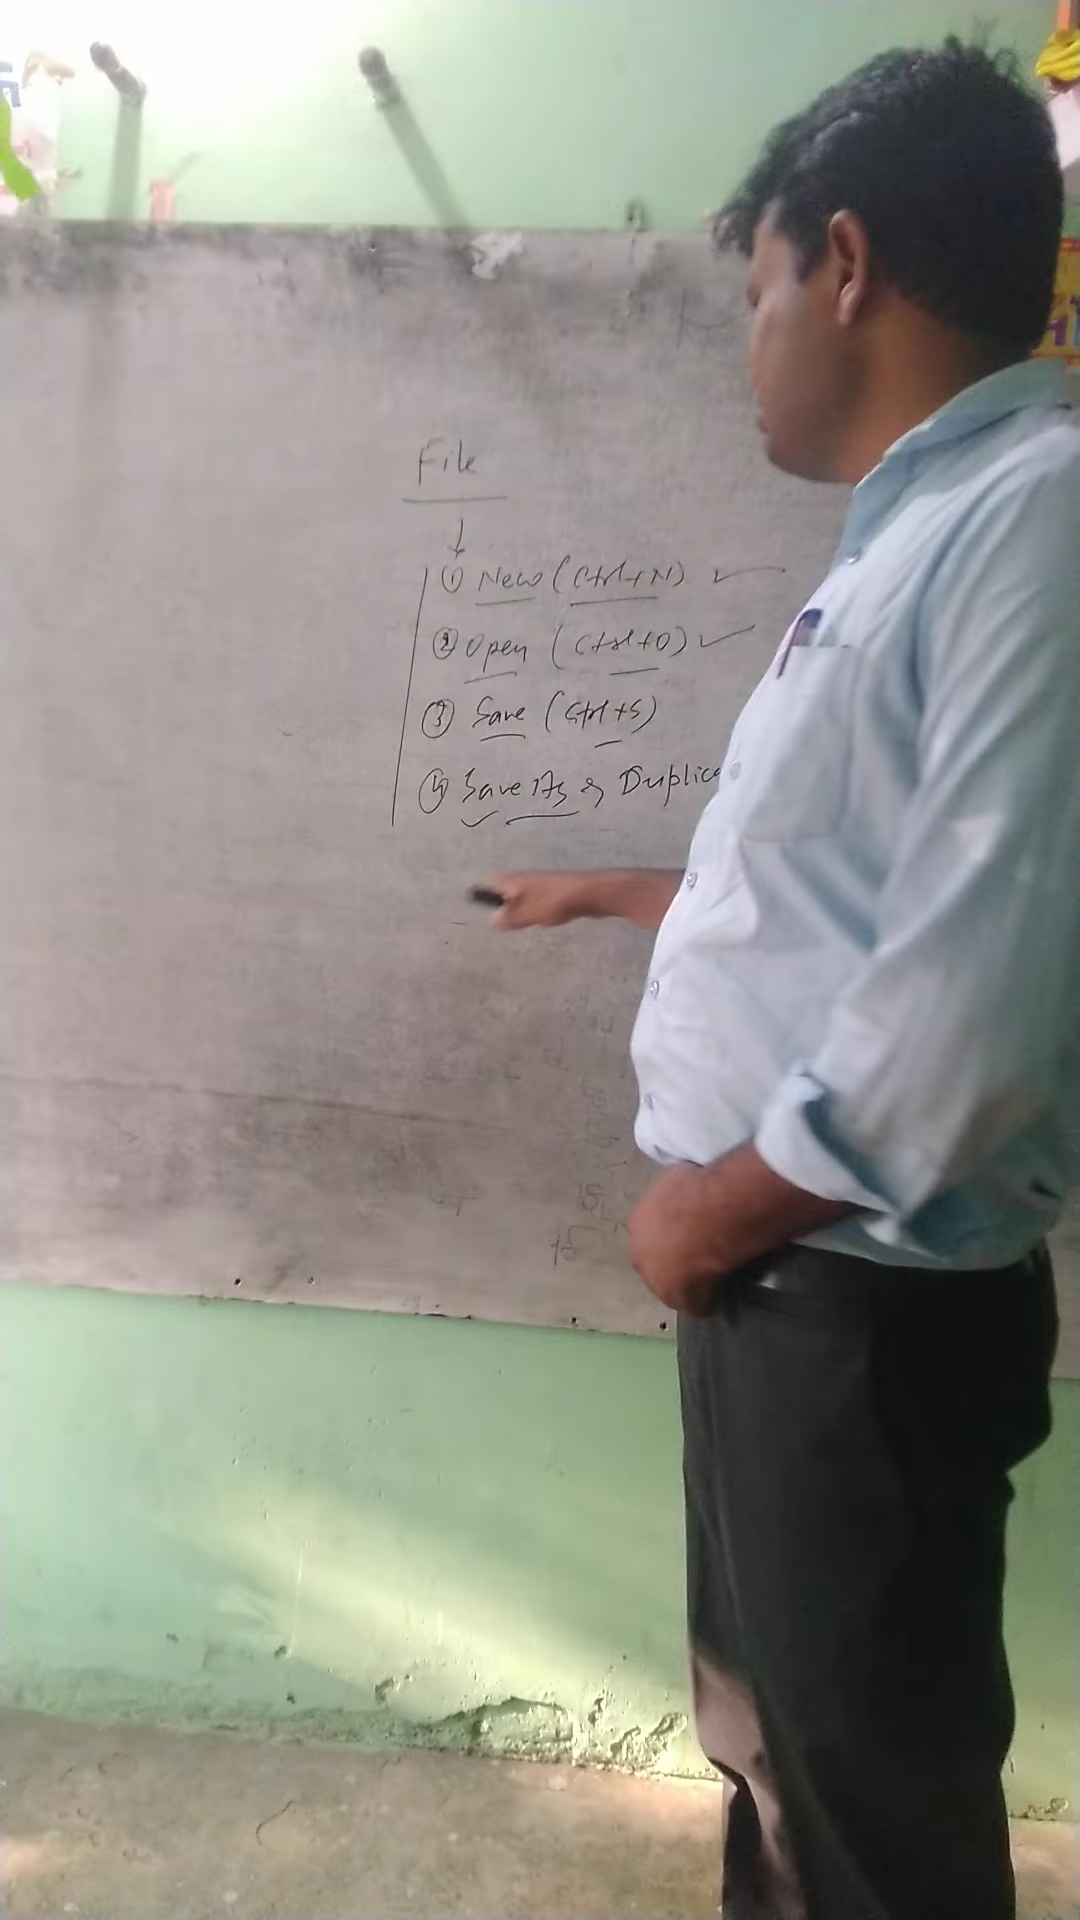 File
① New (Ctrl+N)
② Open (Ctrl+O)
③ Save (Ctrl+S)
④ Save As